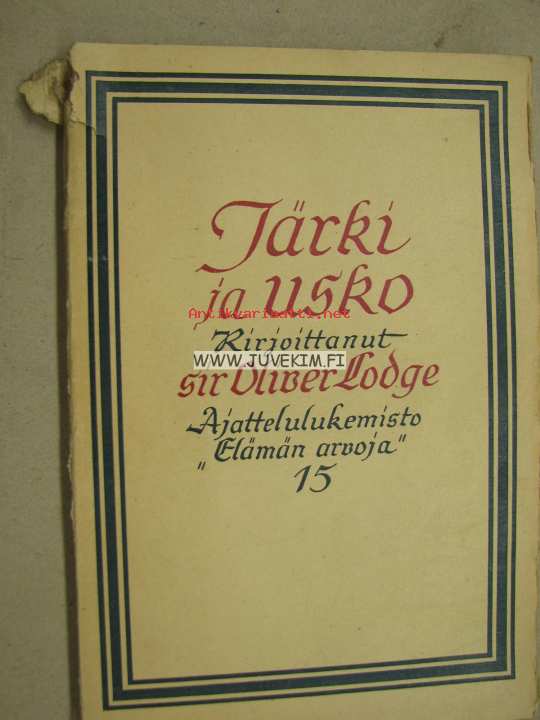 Järki
ja usko
Antikvariaatti.net
Kirjoittanut
WWW.JUVEKIM.FI
sir Oliver Lodge
Ajattelulukemisto
„Elämän arvoja"
15